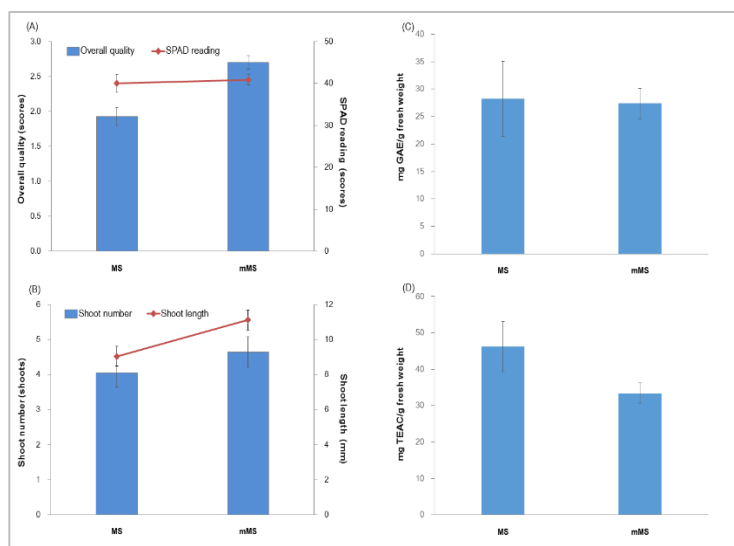 (A)
Overall quality
SPAD reading
3.0
2.5
2.0
1.5
1.0
0.5
0.0
Overall quality (scores)
50
40
30
20
10
0
SPAD reading (scores)
MS
mMS
(B)
Shoot number
Shoot length
6
5
4
3
2
1
0
Shoot number (shoots)
12
10
8
6
4
2
0
Shoot length (mm)
MS
mMS
(C)
40
35
30
25
20
15
10
5
0
mg GAE/g fresh weight
MS
mMS
(D)
60
50
40
30
20
10
0
mg TEAC/g fresh weight
MS
mMS